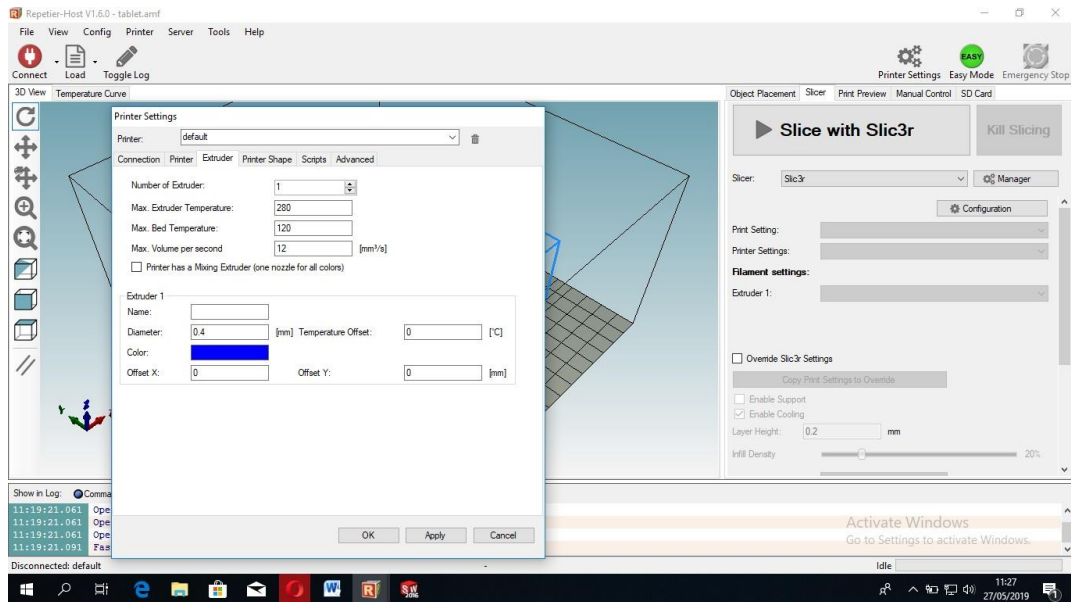 Repetier-Host V1.6.0 - tablet.amf
File View Config Printer Server Tools Help
Connect Load Toggle Log Printer Settings Easy Mode Emergency Stop
EASY
3D View Temperature Curve
Object Placement Slicer Print Preview Manual Control SD Card
Printer Settings
Printer: default
Connection Printer Extruder Printer Shape Scripts Advanced
Number of Extruder: 1
Max. Extruder Temperature: 280
Max. Bed Temperature: 120
Max. Volume per second 12 [mm³/s]
Printer has a Mixing Extruder (one nozzle for all colors)
Extruder 1
Name:
Diameter: 0.4 [mm] Temperature Offset: 0 [°C]
Color:
Offset X: 0 Offset Y: 0 [mm]
OK Apply Cancel
Slice with Slic3r Kill Slicing
Slicer: Slic3r Manager
Configuration
Print Setting:
Printer Settings:
Filament settings:
Extruder 1:
Override Slic3r Settings
Copy Print Settings to Override
Enable Support
Enable Cooling
Layer Height: 0.2 mm
Infill Density 20%
Y Z
Show in Log: Comma
11:19:21.061 Ope
11:19:21.061 Ope
11:19:21.061 Ope
11:19:21.091 Fas
Activate Windows
Go to Settings to activate Windows.
Disconnected: default - Idle
11:27
27/05/2019